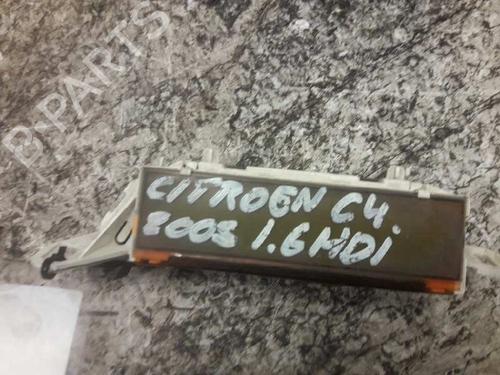 B-PARTS
CITROEN C4.
2008 1.6 HDI